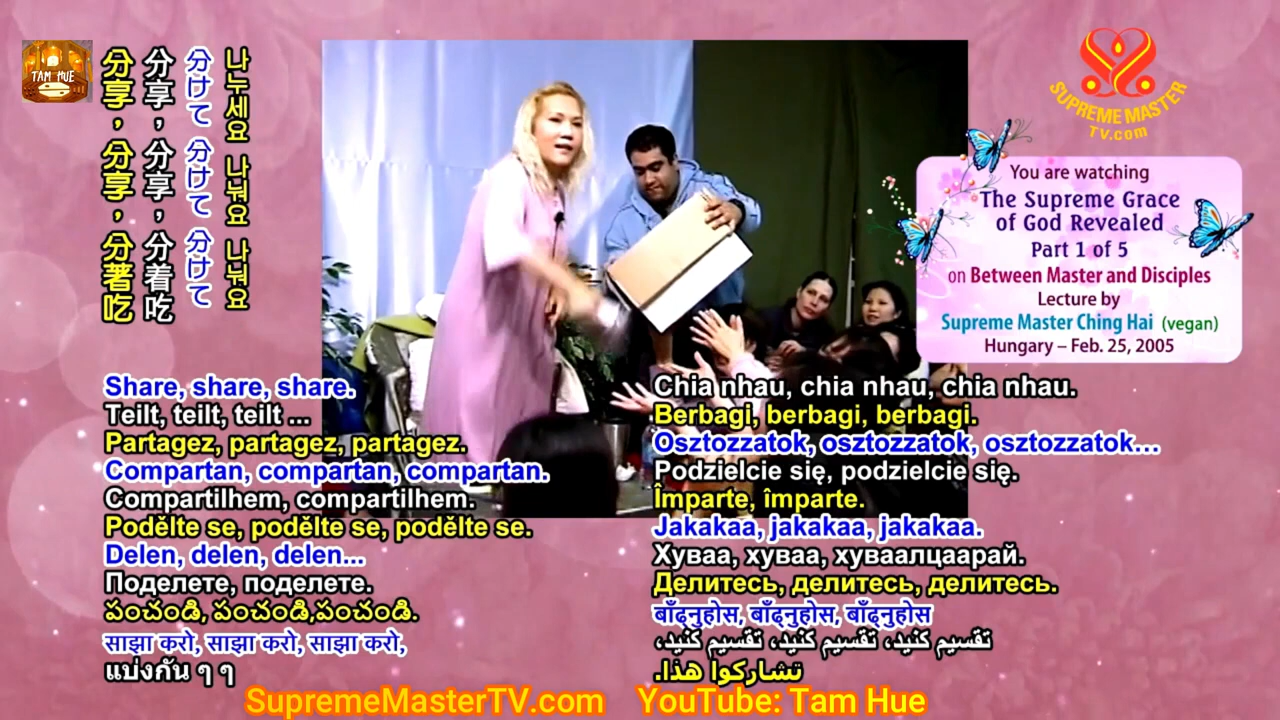 TAM HUE
分享，分享，分著吃
分享，分享，分着吃
分けて 分けて 分けて
나누세요 나눠요 나눠요
SUPREME MASTER
TV.com
You are watching
The Supreme Grace
of God Revealed
Part 1 of 5
on Between Master and Disciples
Lecture by
Supreme Master Ching Hai (vegan)
Hungary – Feb. 25, 2005
Share, share, share.
Teilt, teilt, teilt ...
Partagez, partagez, partagez.
Compartan, compartan, compartan.
Compartilhem, compartilhem.
Podělte se, podělte se, podělte se.
Delen, delen, delen...
Поделете, поделете.
పంచండి, పంచండి,పంచండి.
साझा करो, साझा करो, साझा करो,
แบ่งกัน ๆ ๆ
Chia nhau, chia nhau, chia nhau.
Berbagi, berbagi, berbagi.
Osztozzatok, osztozzatok, osztozzatok...
Podzielcie się, podzielcie się.
Împarte, împarte.
Jakakaa, jakakaa, jakakaa.
Хуваа, хуваа, хуваалцаарай.
Делитесь, делитесь, делитесь.
बाँढ्नुहोस, बाँढ्नुहोस, बाँढ्नुहोस
تقسیم کنید، تقسیم کنید، تقسیم کنید،
تشاركوا هذا.
SupremeMasterTV.com YouTube: Tam Hue